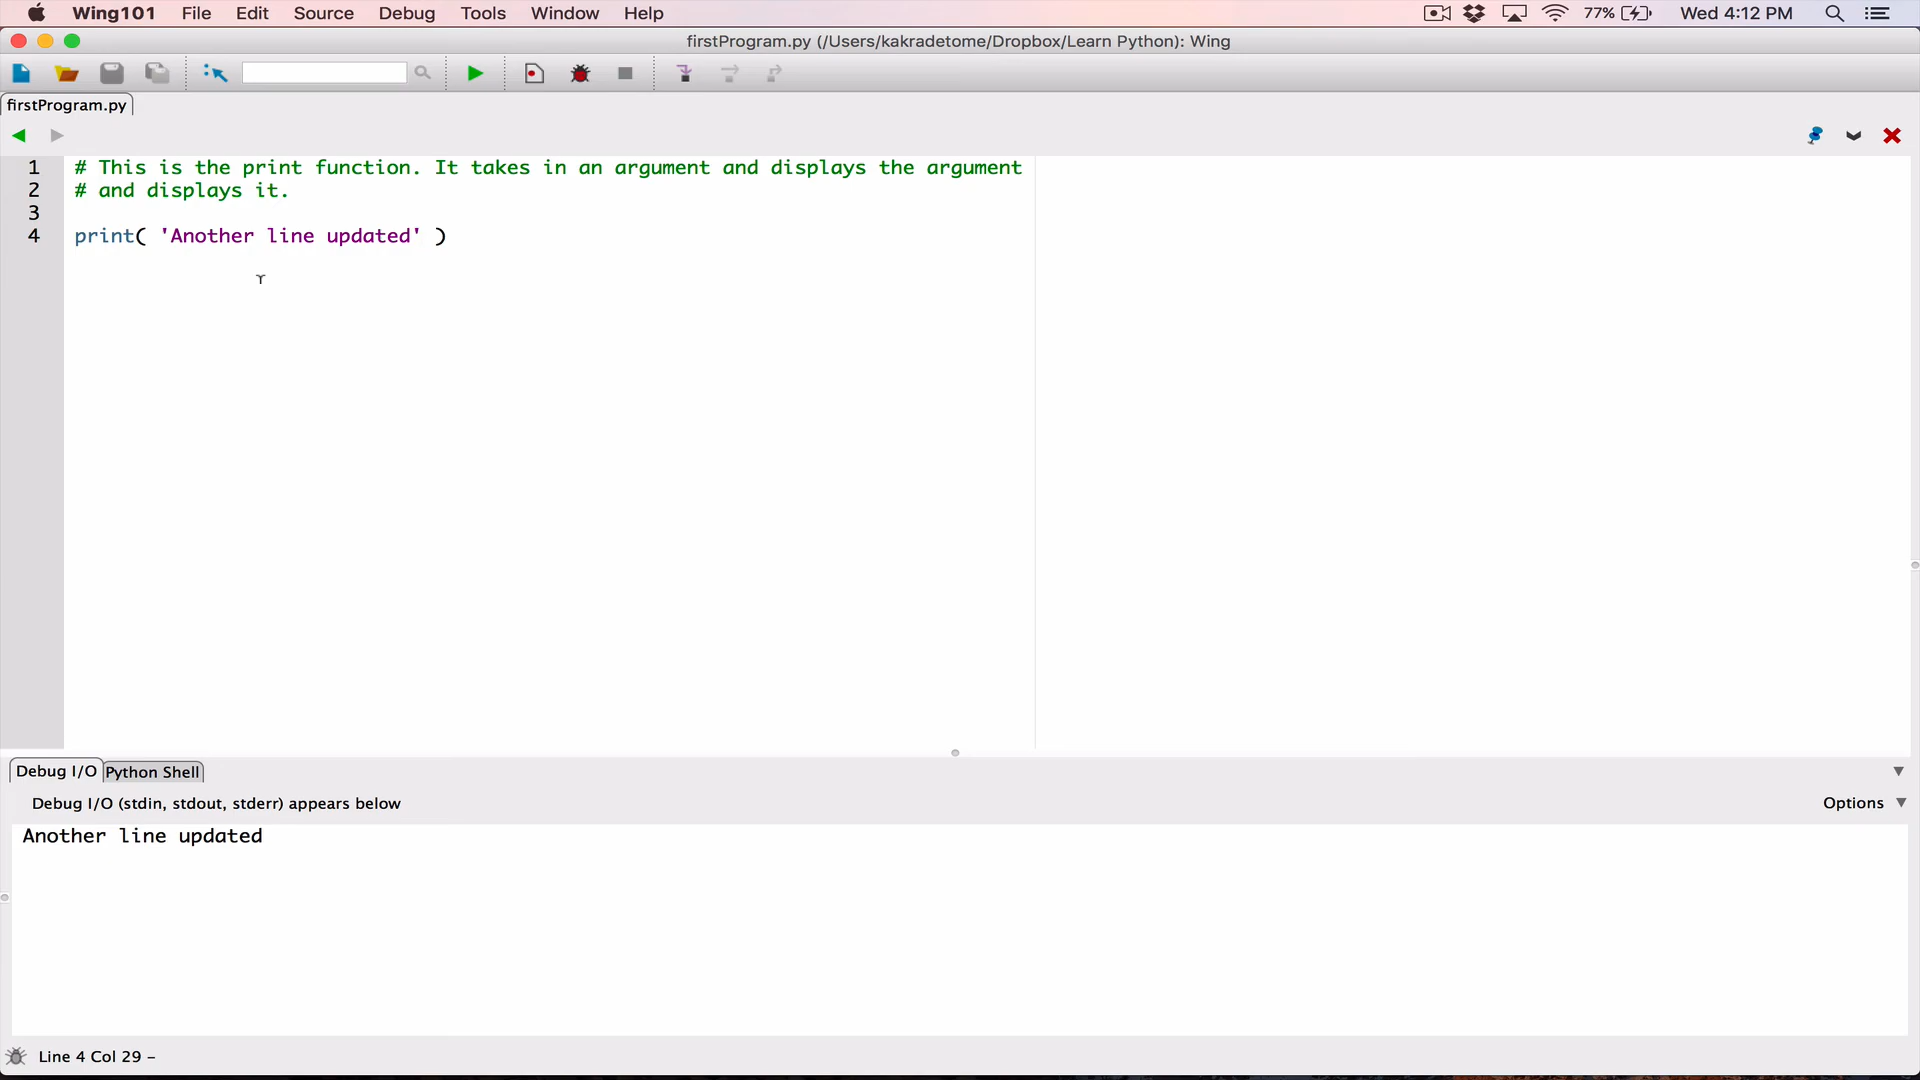 Wing101 File Edit Source Debug Tools Window Help 77% Wed 4:12 PM
firstProgram.py (/Users/kakradetome/Dropbox/Learn Python): Wing
firstProgram.py
1 # This is the print function. It takes in an argument and displays the argument
2 # and displays it.
3
4 print( 'Another line updated' )
Debug I/O Python Shell
Debug I/O (stdin, stdout, stderr) appears below Options
Another line updated
Line 4 Col 29 –